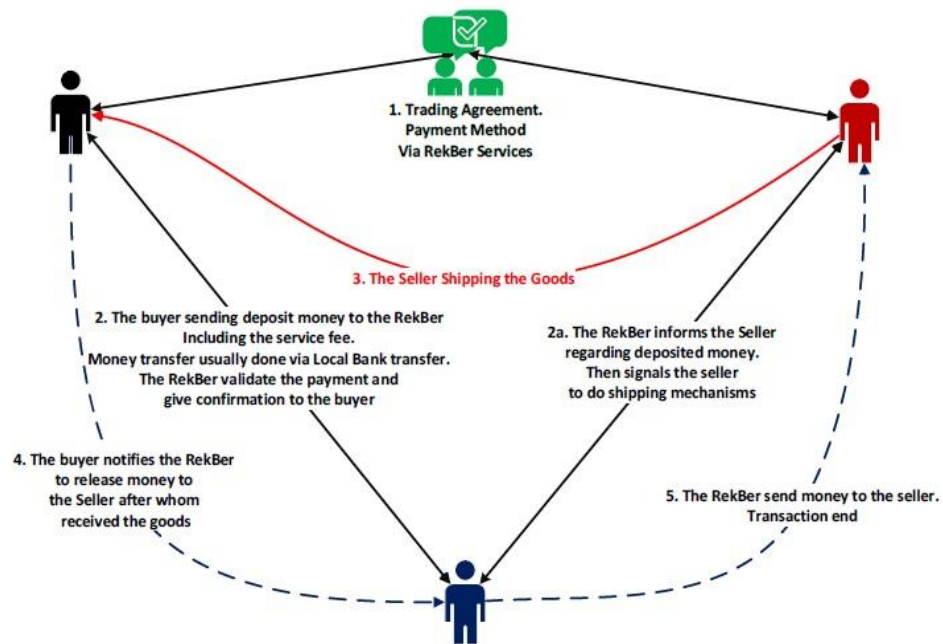 1. Trading Agreement.
Payment Method
Via RekBer Services
3. The Seller Shipping the Goods
2. The buyer sending deposit money to the RekBer
Including the service fee.
Money transfer usually done via Local Bank transfer.
The RekBer validate the payment and
give confirmation to the buyer
2a. The RekBer informs the Seller
regarding deposited money.
Then signals the seller
to do shipping mechanisms
4. The buyer notifies the RekBer
to release money to
the Seller after whom
received the goods
5. The RekBer send money to the seller.
Transaction end